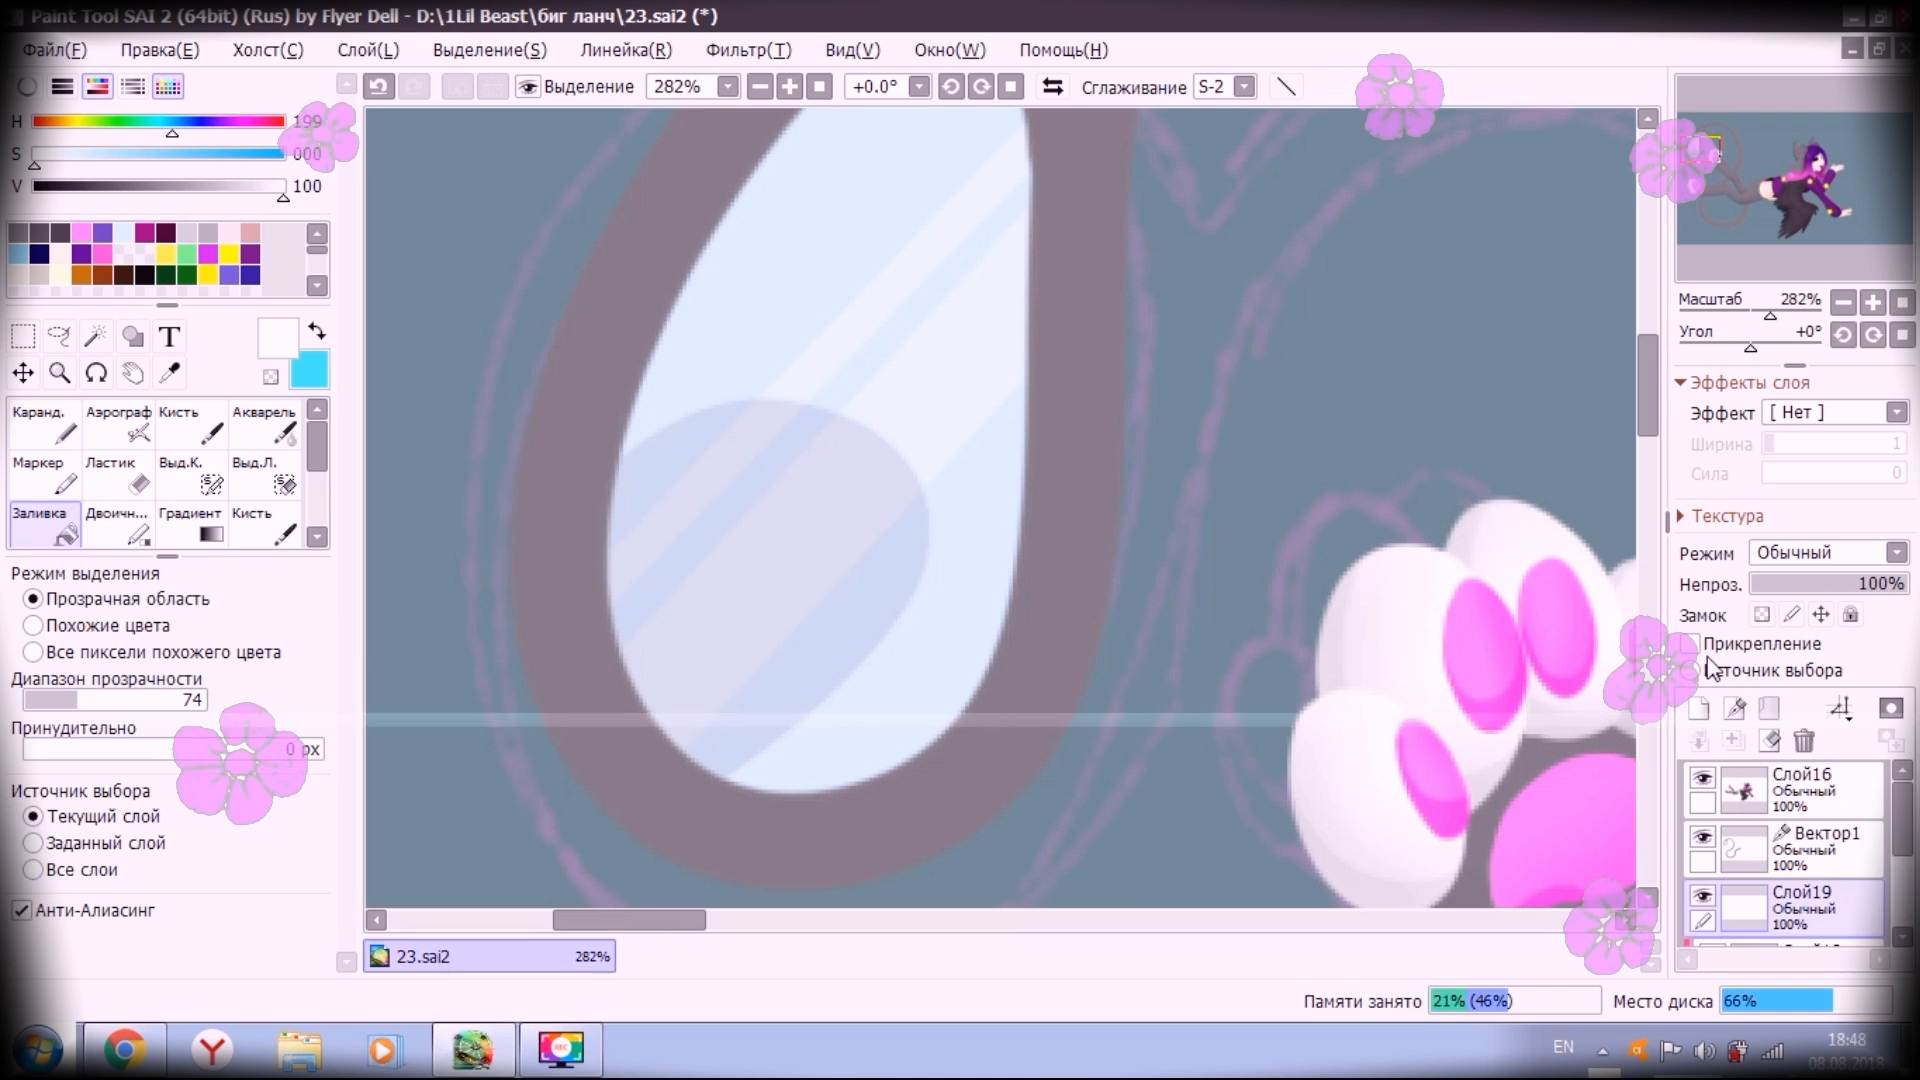 Paint Tool SAI 2 (64bit) (Rus) by Flyer Dell - D:\1Lil Beast\биг ланч\23.sai2 (*)
Файл(F) Правка(E) Холст(C) Слой(L) Выделение(S) Линейка(R) Фильтр(T) Вид(V) Окно(W) Помощь(H)
Выделение 282% +0.0° Сглаживание S-2
H 199
S 000
V 100
T
Каранд. Аэрограф Кисть Акварель
Маркер Ластик Выд.К. Выд.Л.
Заливка Двоичн... Градиент Кисть
Режим выделения
Прозрачная область
Похожие цвета
Все пиксели похожего цвета
Диапазон прозрачности
74
Принудительно
0 px
Источник выбора
Текущий слой
Заданный слой
Все слои
Анти-Алиасинг
Масштаб 282%
Угол +0°
Эффекты слоя
Эффект [ Нет ]
Ширина 1
Сила 0
Текстура
Режим Обычный
Непроз. 100%
Замок
Прикрепление
выбора
Слой16
Обычный
100%
Вектор1
Обычный
100%
Слой19
Обычный
100%
23.sai2 282%
Памяти занято 21% (46%) Место диска 66%
REC
EN
18:48
08.08.2018